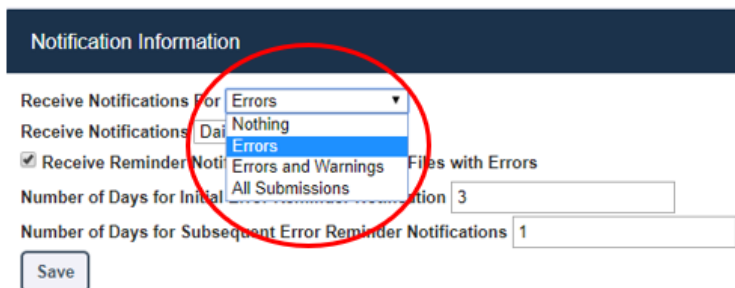 Notification Information
Receive Notifications For Errors
Receive Notifications Dai
Nothing
Errors
Errors and Warnings
All Submissions
Receive Reminder Files with Errors
Number of Days for Initial Error Reminder Notification 3
Number of Days for Subsequent Error Reminder Notifications 1
Save